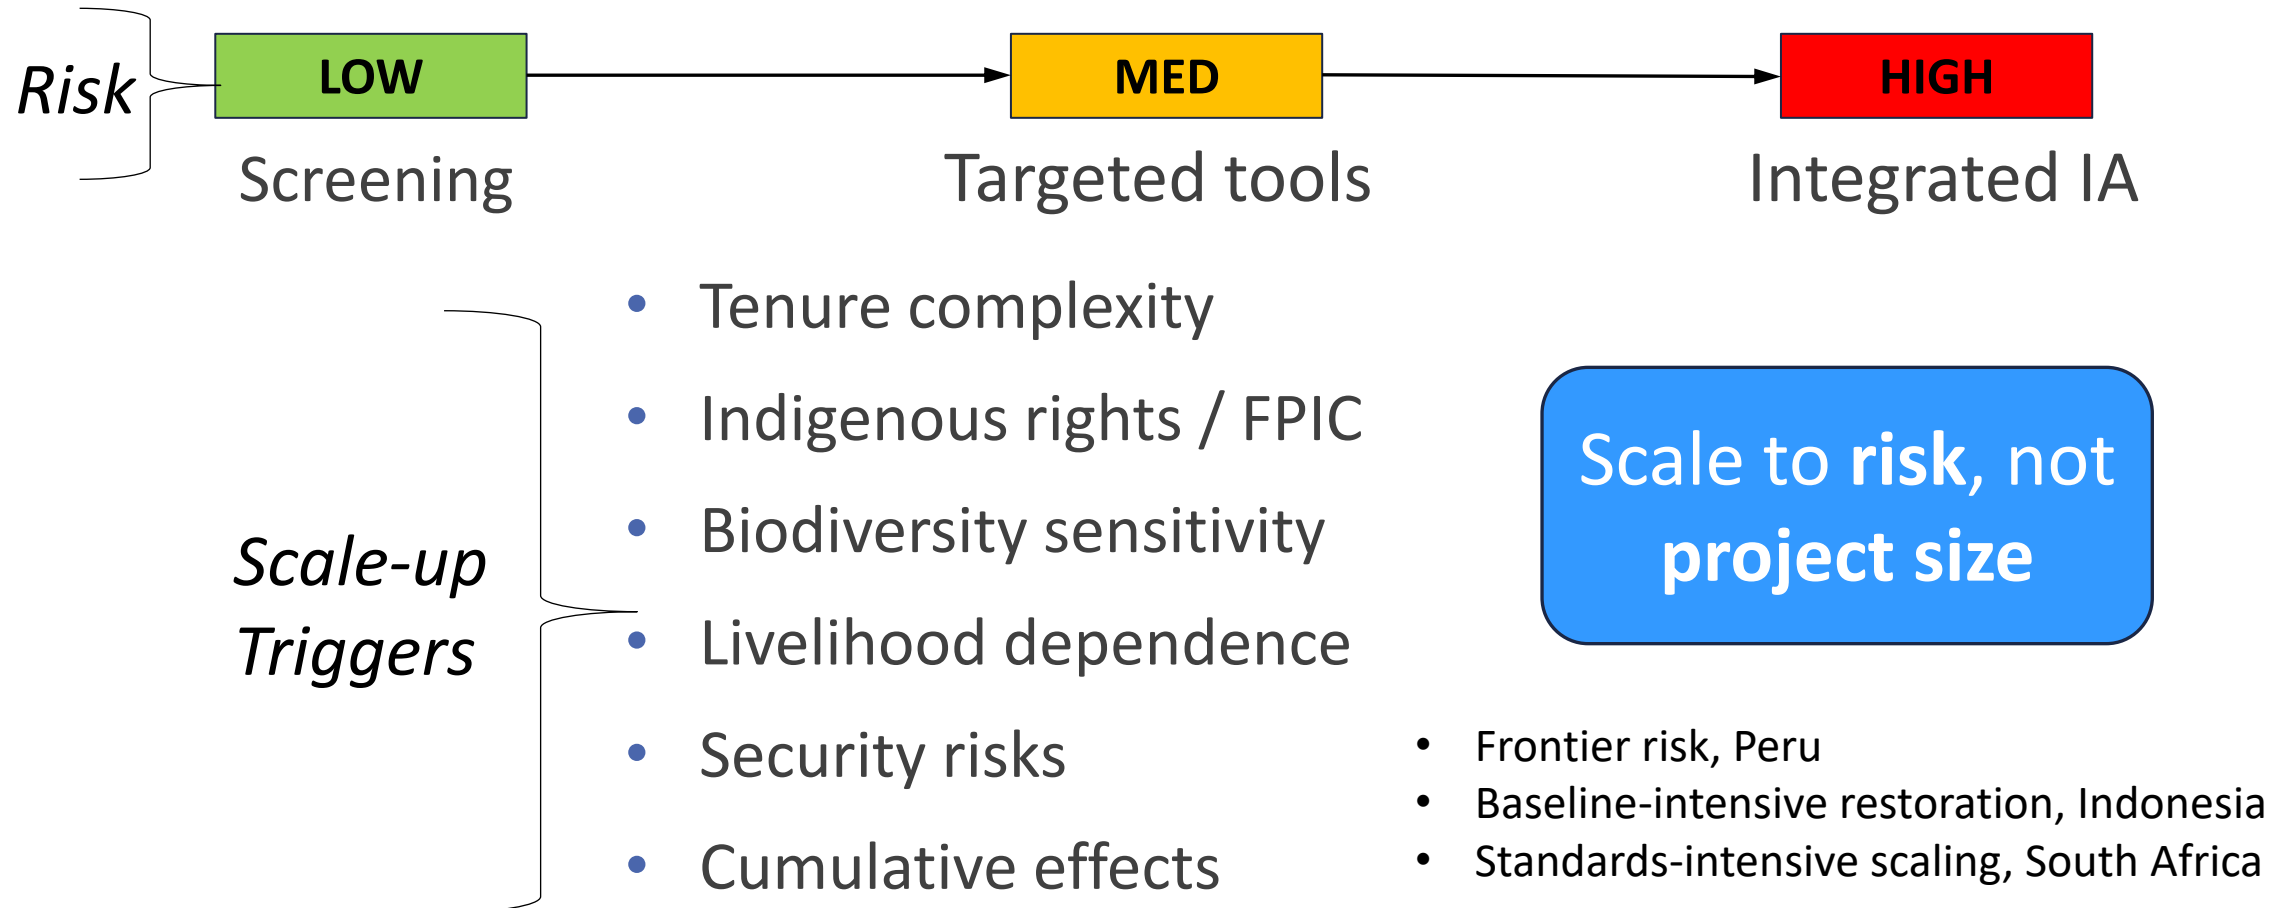 Risk
LOW
MED
HIGH
Screening
Targeted tools
Integrated IA
Scale-up
Triggers
• Tenure complexity
• Indigenous rights / FPIC
• Biodiversity sensitivity
• Livelihood dependence
• Security risks
• Cumulative effects
Scale to risk, not
project size
• Frontier risk, Peru
• Baseline-intensive restoration, Indonesia
• Standards-intensive scaling, South Africa